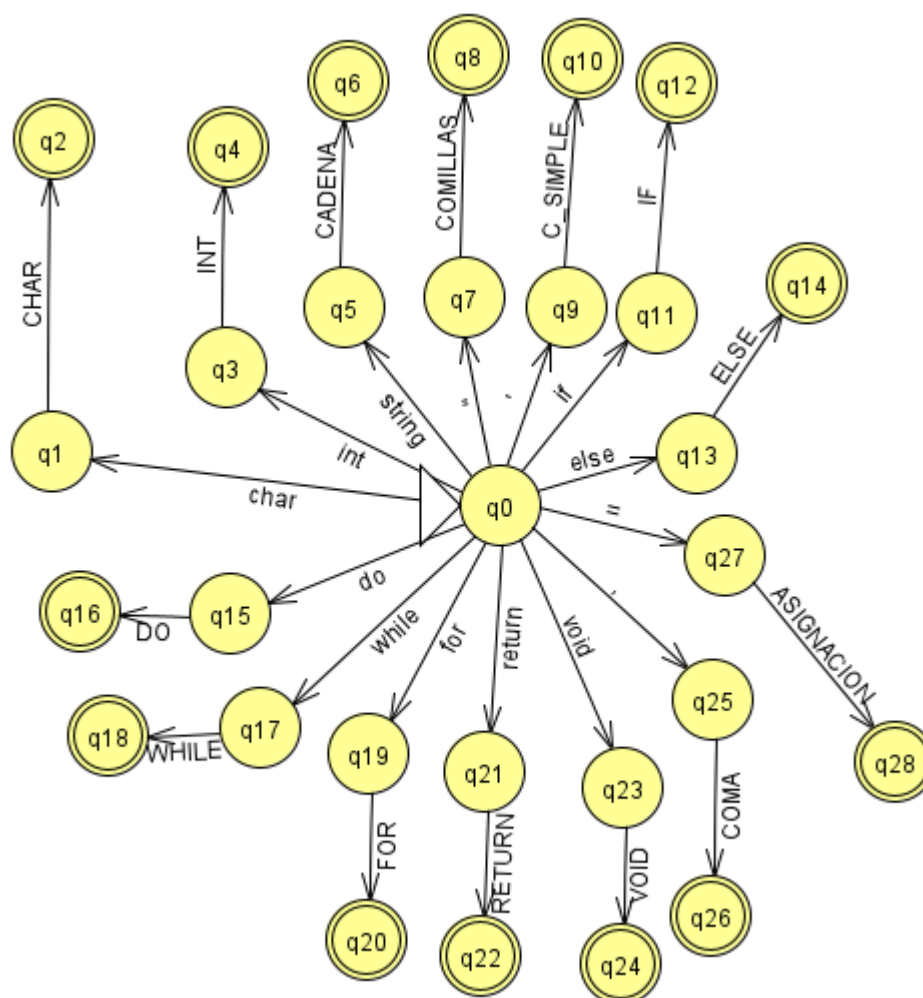 q8
q10
q6
q12
q2
q4
CADENA
COMILLAS
C_SIMPLE
IF
CHAR
INT
q14
q5
q7
q9
q11
q3
ELSE
q1
string
"
'
if
int
else
q13
char
q0
=
q27
do
ASIGNACION
q16
DO
q15
while
for
return
void
,
q25
q18
WHILE
q17
q19
q21
q23
q28
FOR
RETURN
VOID
COMA
q20
q22
q24
q26